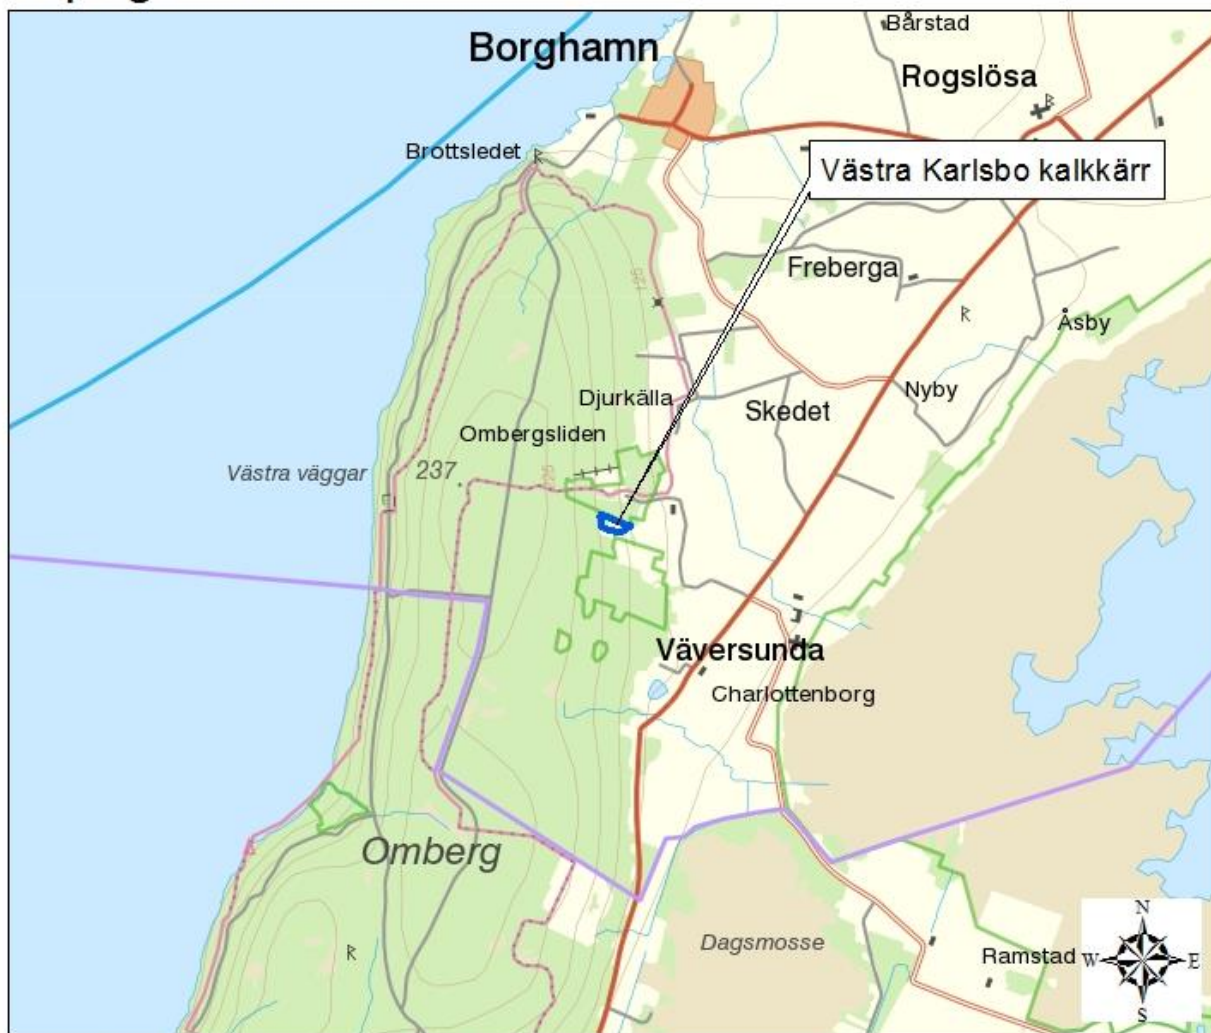 Bårstad
Borghamn
Rogslösa
Brottsledet
Västra Karlsbo kalkkärr
Freberga
Åsby
Nyby
Djurkälla
Skedet
Ombergsliden
Västra väggar
237
Väversunda
Charlottenborg
Omberg
Dagsmosse
Ramstad
N
W
E
S